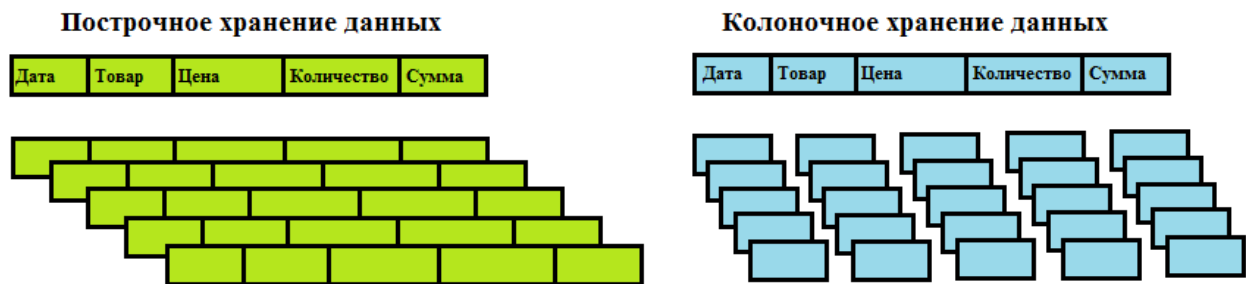 Построчное хранение данных
Дата Товар Цена Количество Сумма
Колоночное хранение данных
Дата Товар Цена Количество Сумма